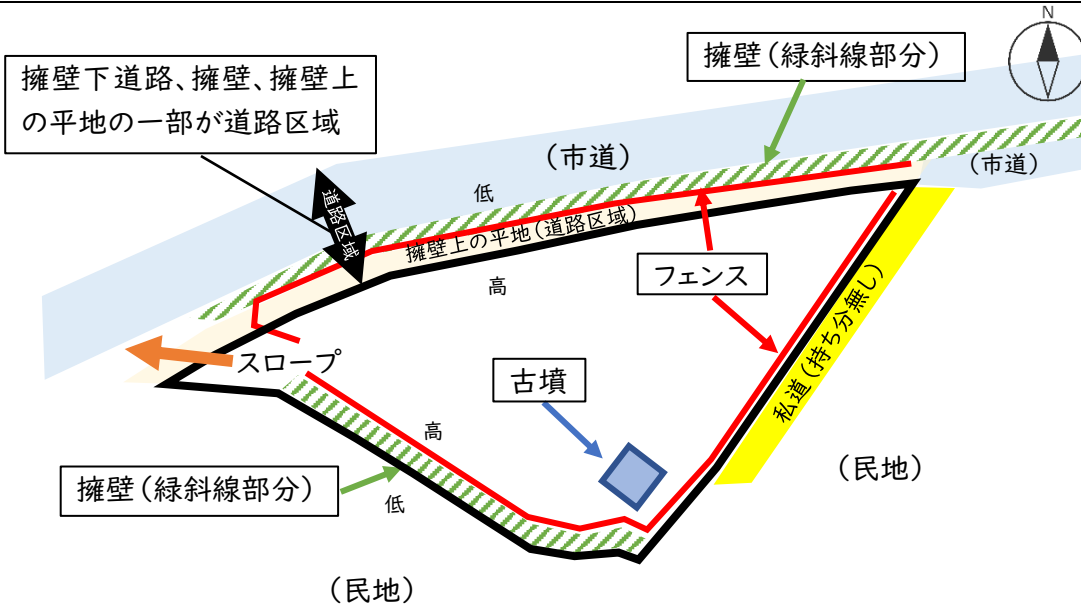 N
擁壁（緑斜線部分）
擁壁下道路、擁壁、擁壁上
の平地の一部が道路区域
（市道）
（市道）
低
道路区域
擁壁上の平地（道路区域）
高
フェンス
スロープ
古墳
私道（持ち分無し）
高
（民地）
擁壁（緑斜線部分）
低
（民地）